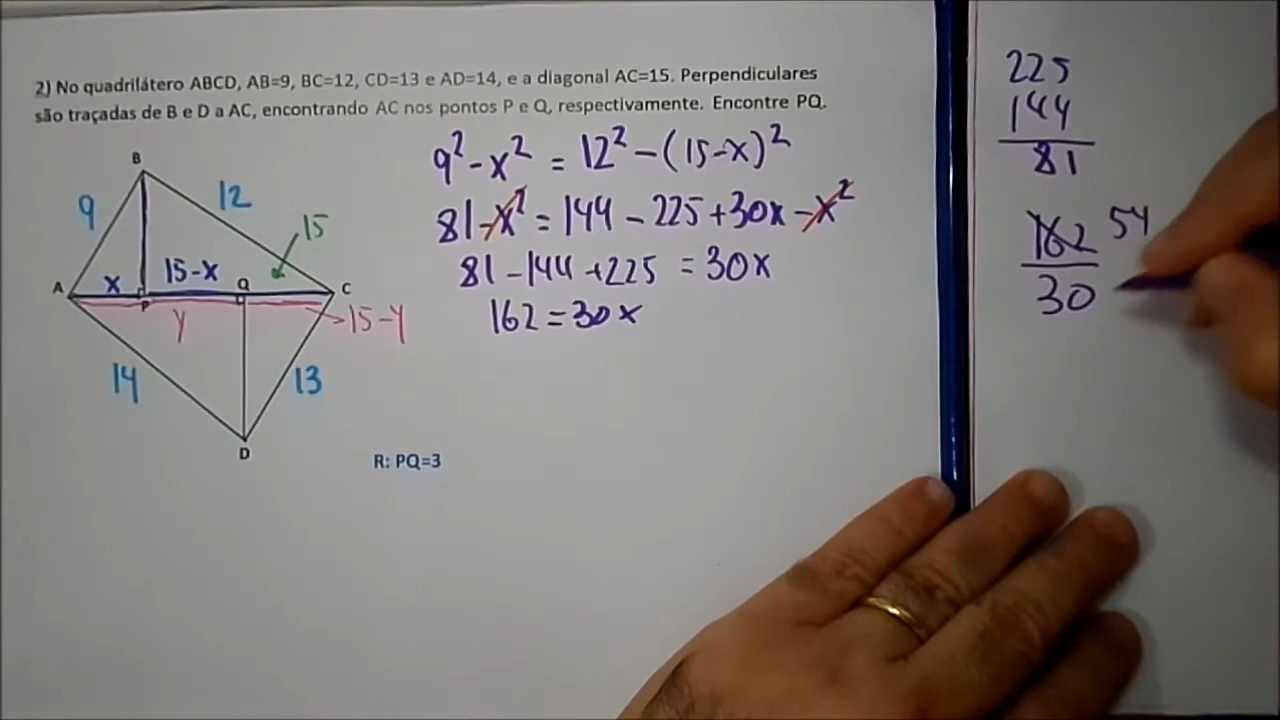 2) No quadrilátero ABCD, AB=9, BC=12, CD=13 e AD=14, e a diagonal AC=15. Perpendiculares
são traçadas de B e D a AC, encontrando AC nos pontos P e Q, respectivamente. Encontre PQ.
9² - x² = 12² - (15-x)²
81 - x² = 144 - 225 + 30x - x²
81 - 144 + 225 = 30x
162 = 30x
B
9
12
15
A
x
15-x
Q
C
P
y
15-y
14
13
D
R: PQ=3
225
144
81
162 54
30